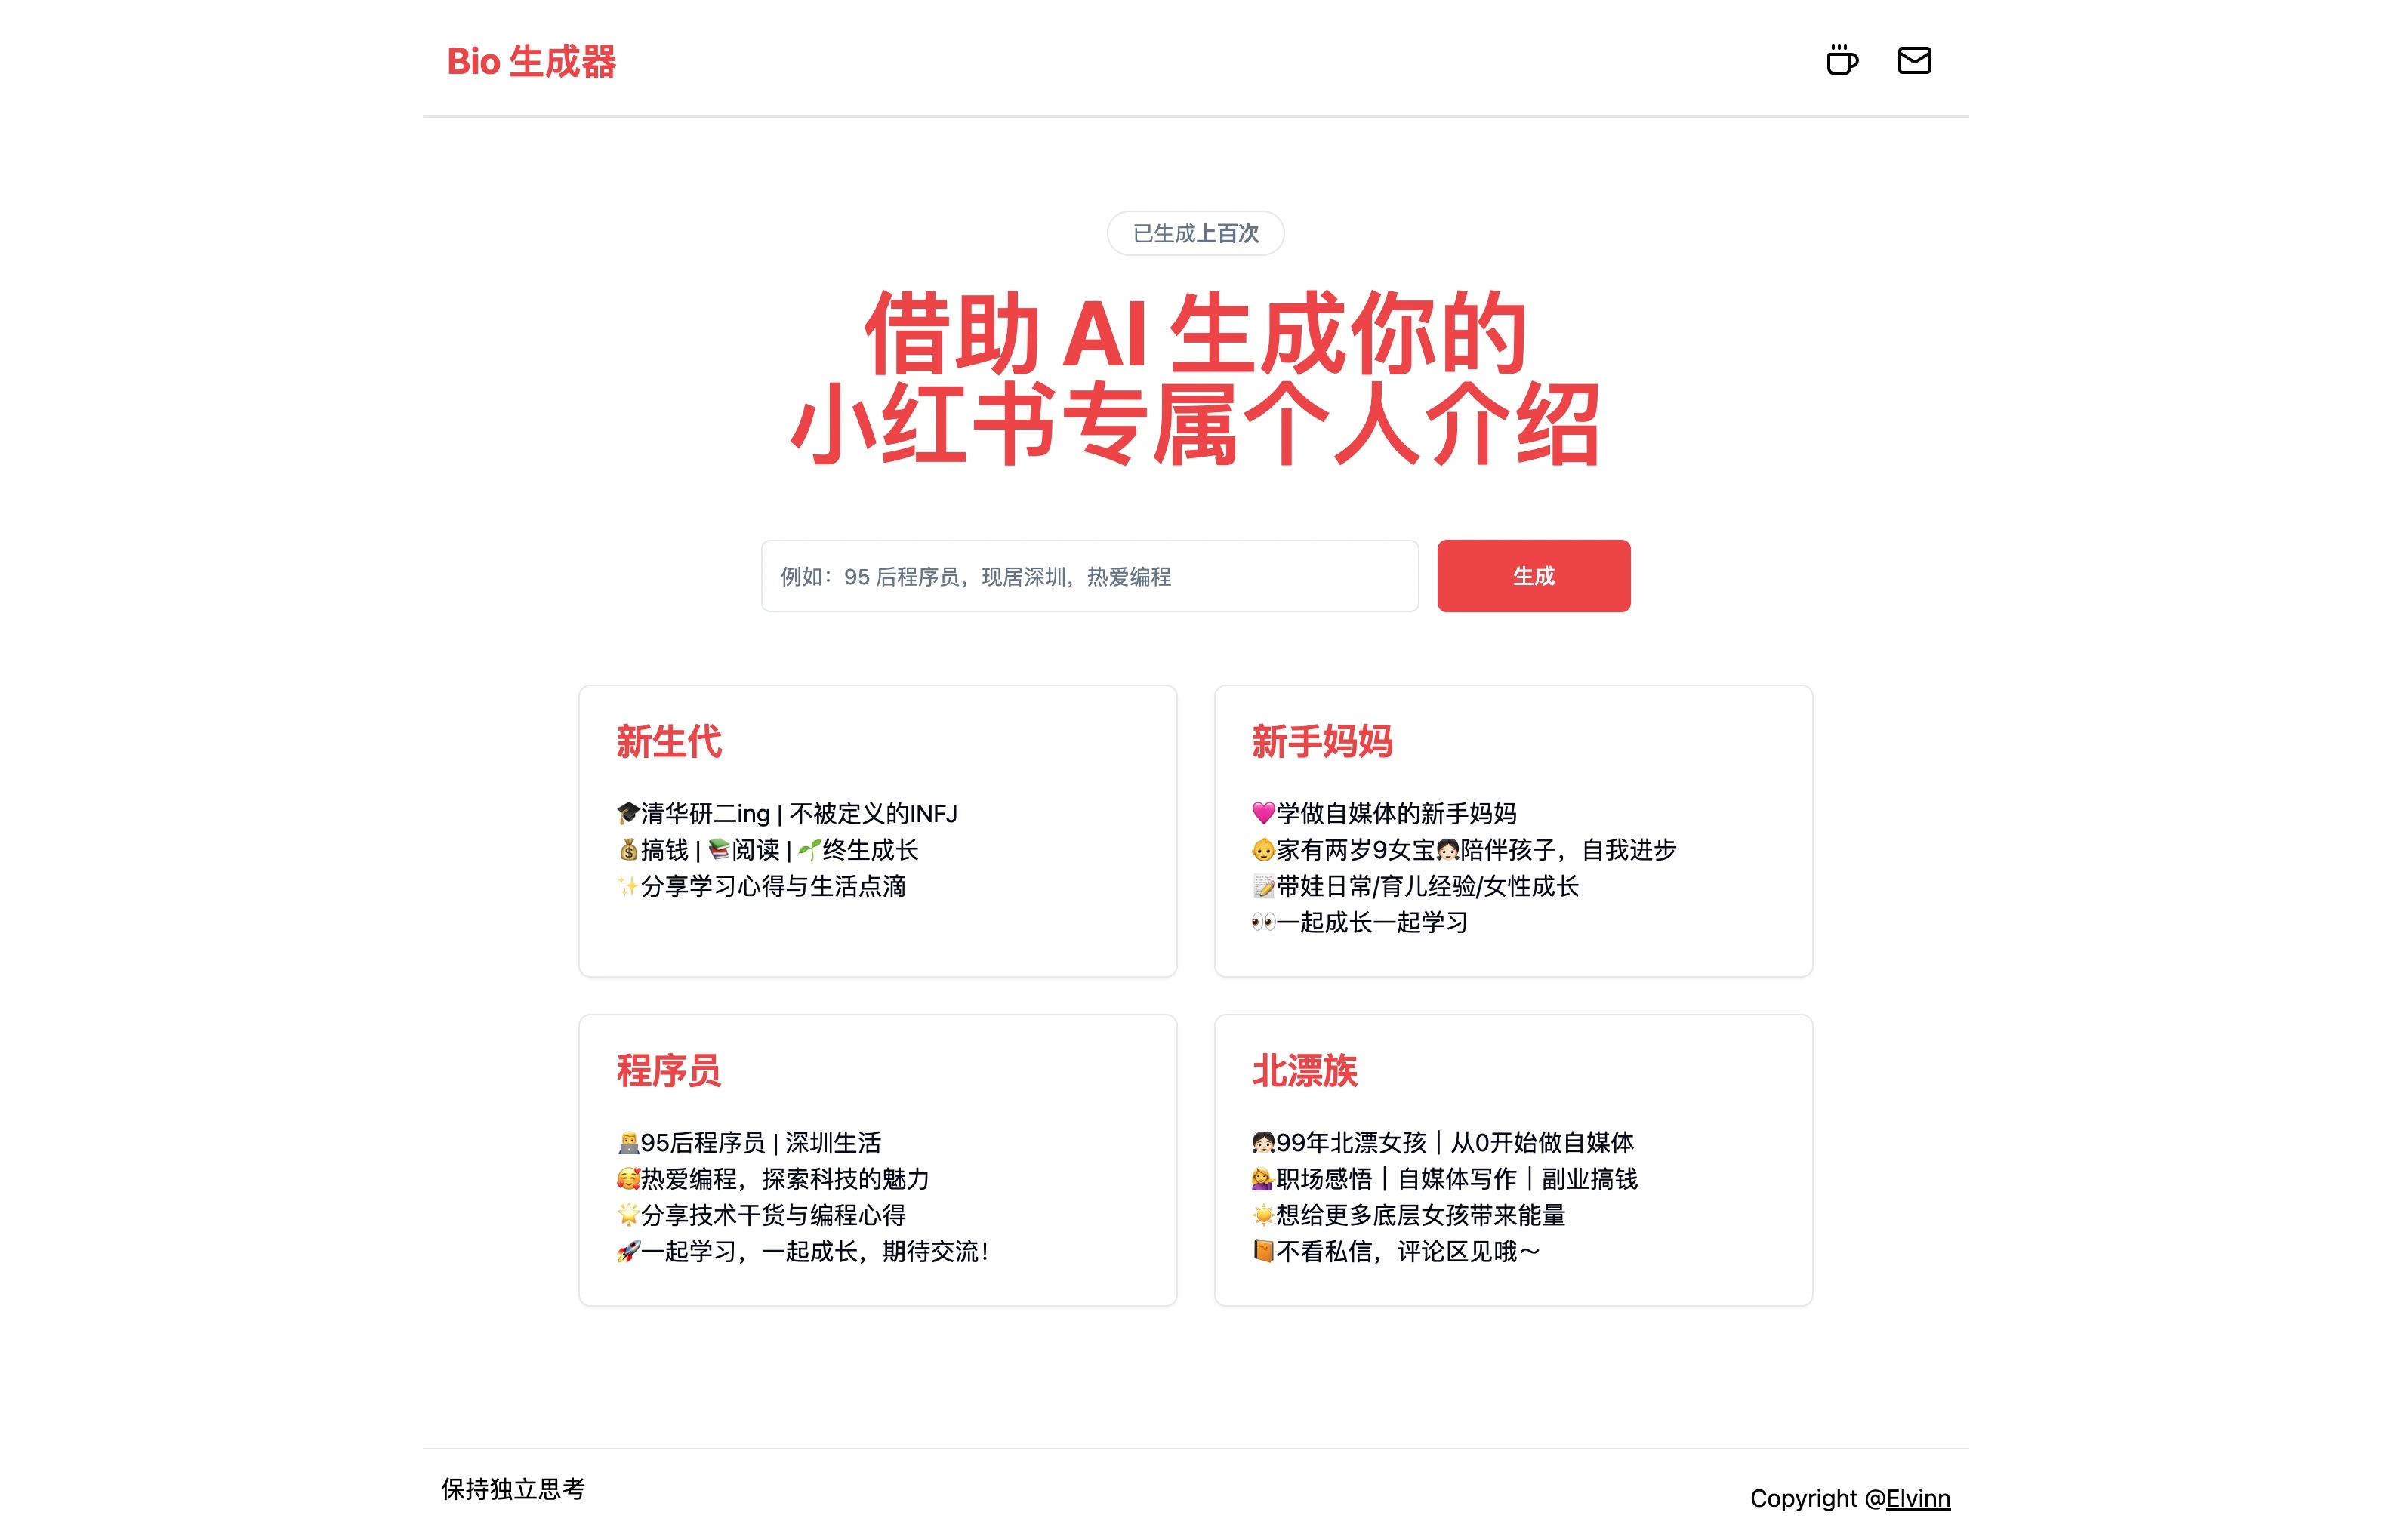 Bio 生成器
已生成上百次
借助 AI 生成你的
小红书专属个人介绍
例如：95 后程序员，现居深圳，热爱编程
生成
新生代
🎓清华研二ing | 不被定义的INFJ
💰搞钱 | 📚阅读 | 🌱终生成长
✨分享学习心得与生活点滴
新手妈妈
💗学做自媒体的新手妈妈
👶家有两岁9女宝👧🏻陪伴孩子，自我进步
📝带娃日常/育儿经验/女性成长
👀一起成长一起学习
程序员
👨‍💻95后程序员 | 深圳生活
🥰热爱编程，探索科技的魅力
🌟分享技术干货与编程心得
🚀一起学习，一起成长，期待交流！
北漂族
👧🏻99年北漂女孩｜从0开始做自媒体
💁‍♀️职场感悟｜自媒体写作｜副业搞钱
☀️想给更多底层女孩带来能量
📔不看私信，评论区见哦～
保持独立思考
Copyright @Elvinn